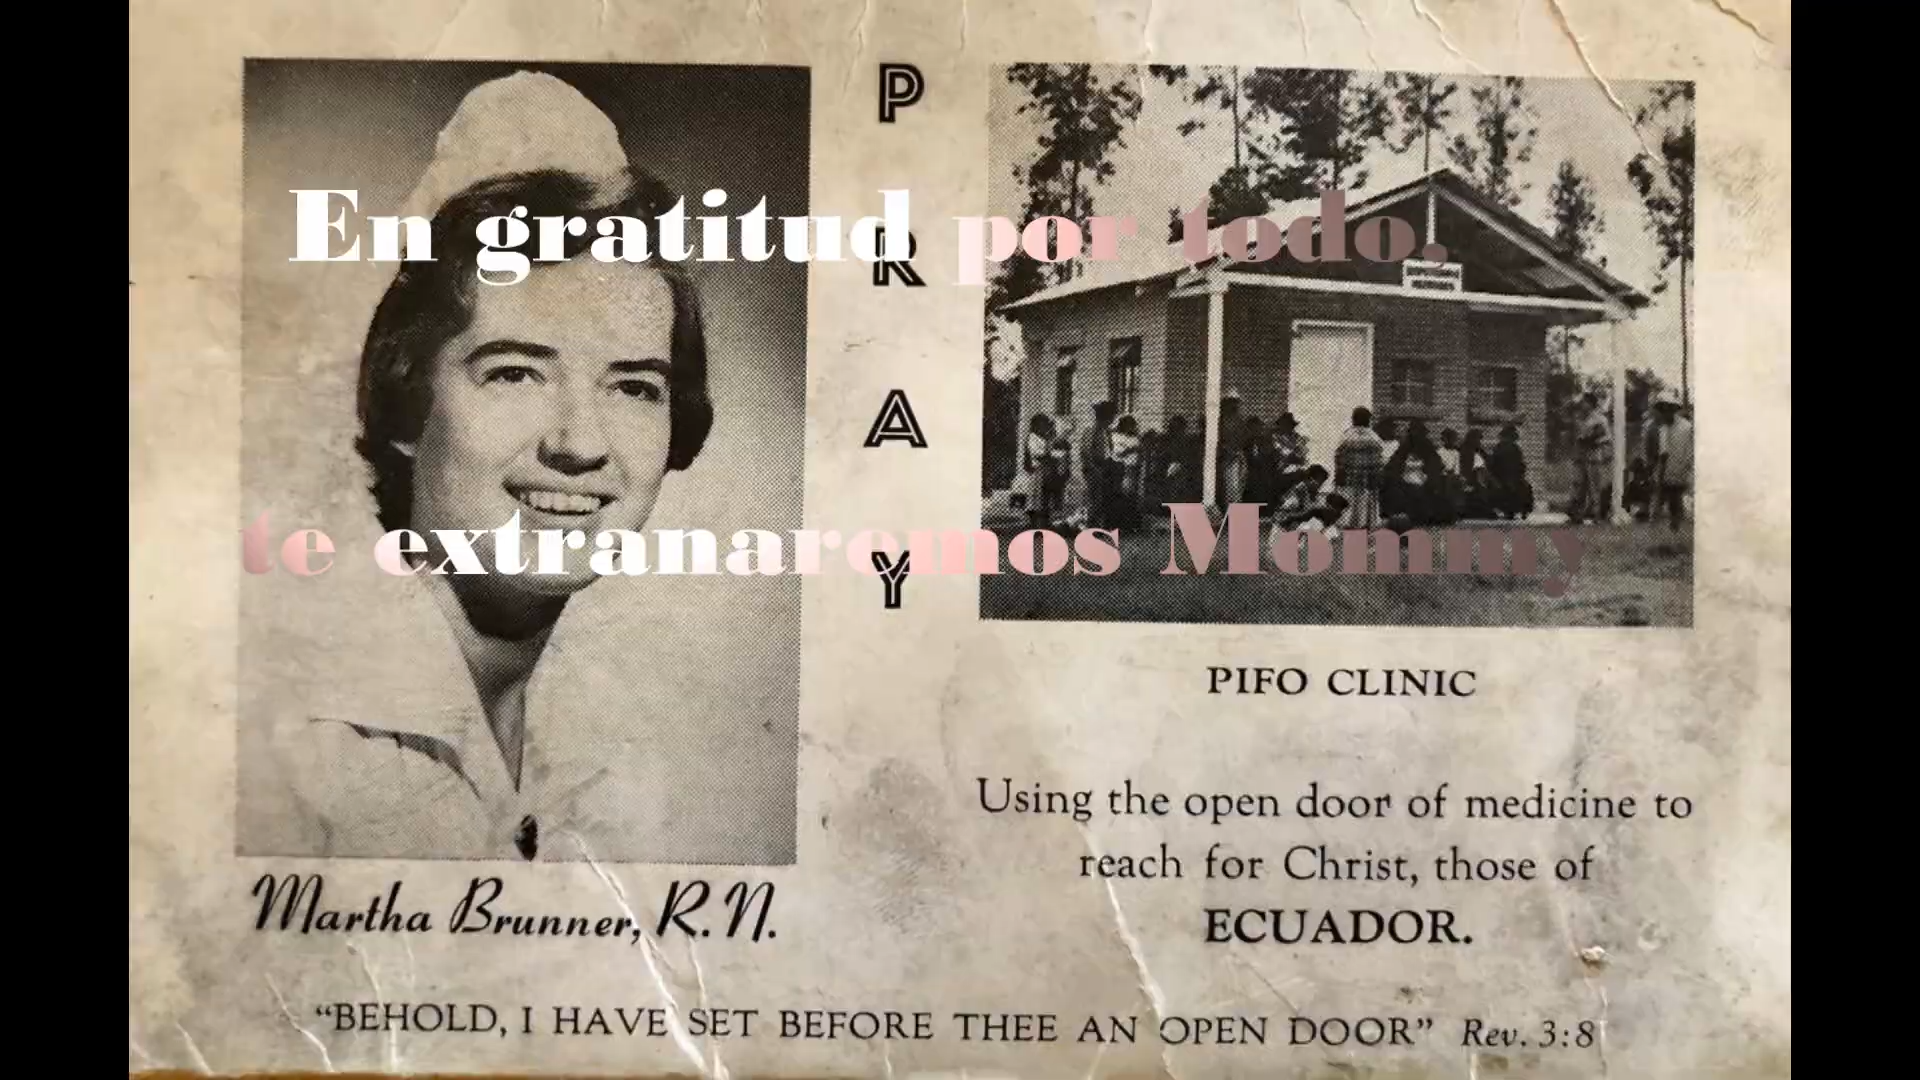 En gratitud por todo,
te extranaremos Mommy
P
R
A
Y
PIFO CLINIC
Using the open door of medicine to
reach for Christ, those of
ECUADOR.
Martha Brunner, R.N.
“BEHOLD, I HAVE SET BEFORE THEE AN OPEN DOOR” Rev. 3:8